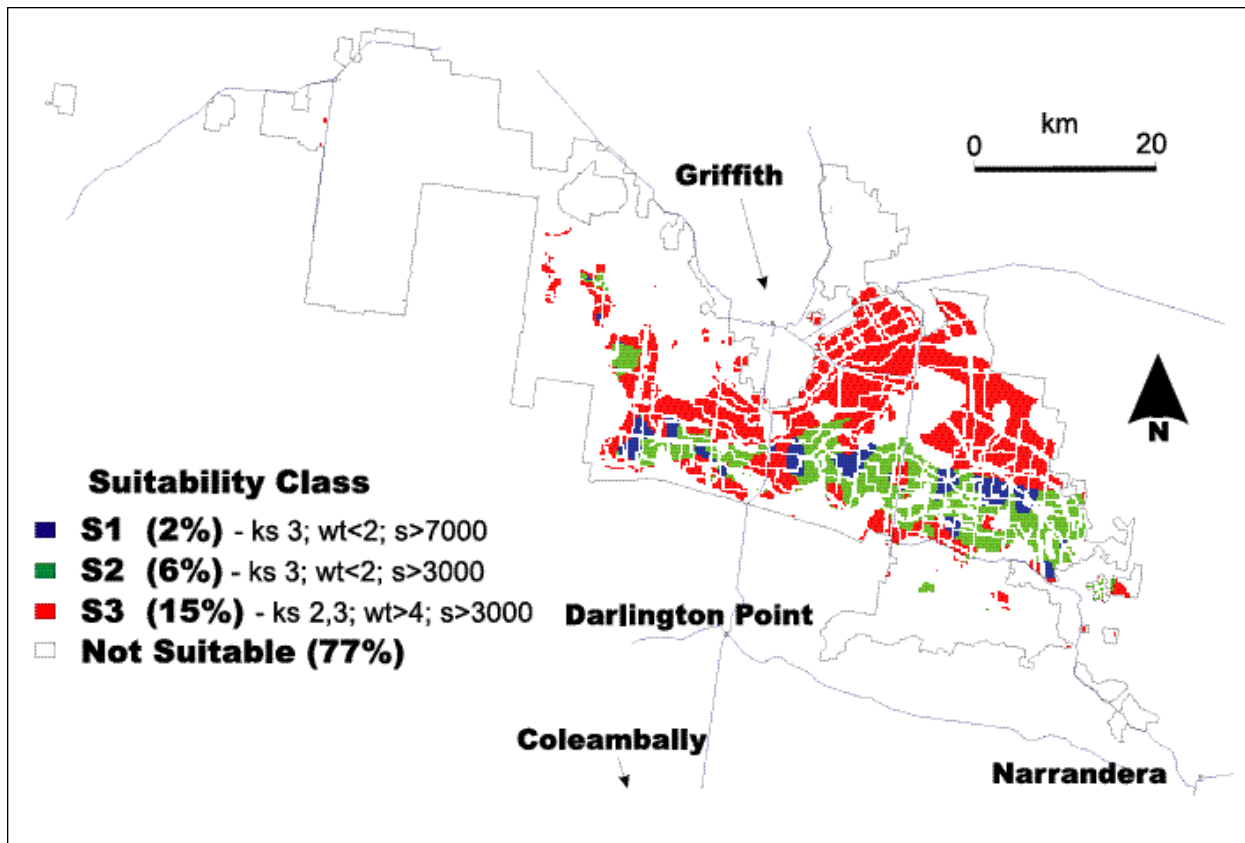 km
0 20
Griffith
N
Suitability Class
S1 (2%) - ks 3; wt<2; s>7000
S2 (6%) - ks 3; wt<2; s>3000
S3 (15%) - ks 2,3; wt>4; s>3000
Not Suitable (77%)
Darlington Point
Coleambally
Narrandera